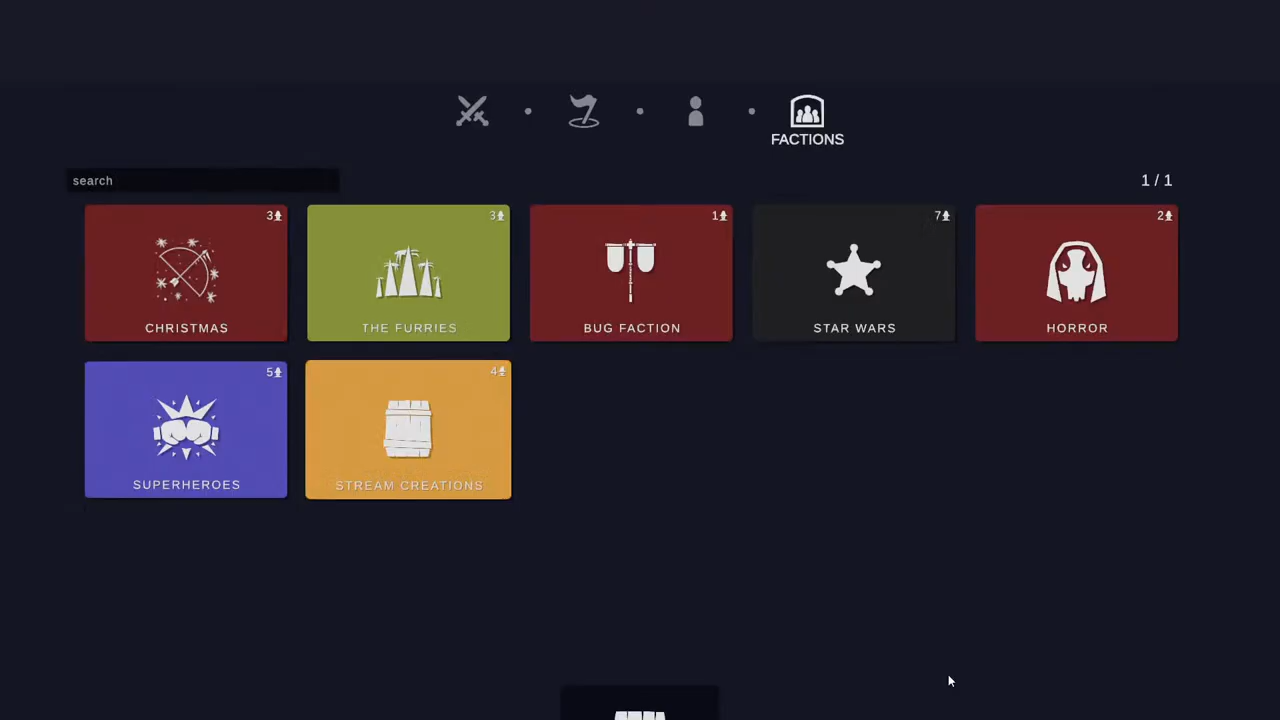 FACTIONS
search
1 / 1
3
3
1
7
2
CHRISTMAS
THE FURRIES
BUG FACTION
STAR WARS
HORROR
5
4
SUPERHEROES
STREAM CREATIONS